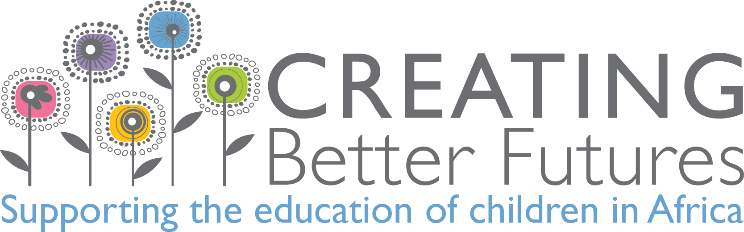 CREATING
Better Futures
Supporting the education of children in Africa